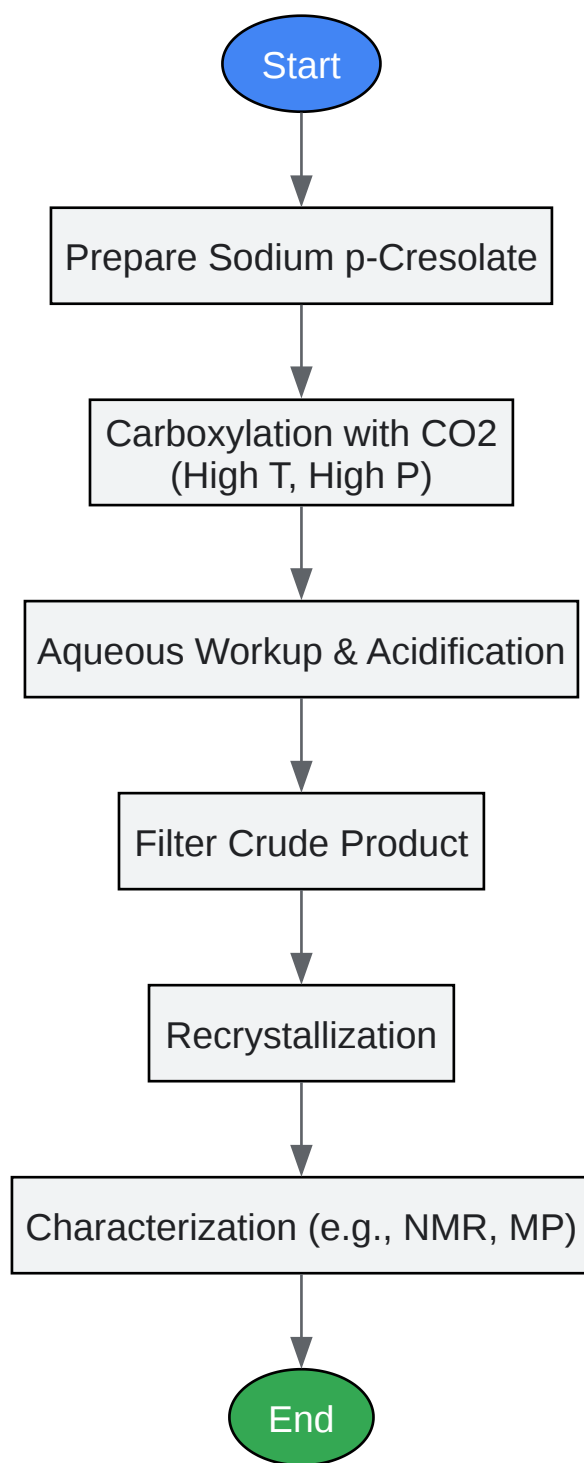 Start
Prepare Sodium p-Cresolate
Carboxylation with CO2
(High T, High P)
Aqueous Workup & Acidification
Filter Crude Product
Recrystallization
Characterization (e.g., NMR, MP)
End